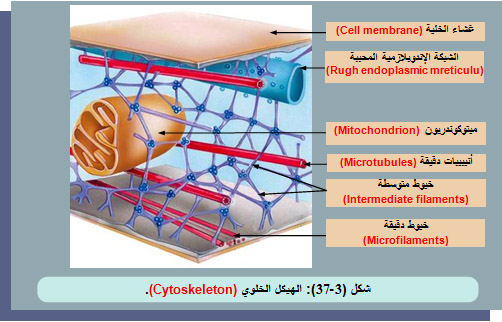 غشاء الخلية (Cell membrane)
الشبكة الإندوبلازمية المحببة
(Rugh endoplasmic mreticulu)
ميتوكوندريون (Mitochondrion)
أنيبيبات دقيقة (Microtubules)
خيوط متوسطة
(Intermediate filaments)
خيوط دقيقة
(Microfilaments)
شكل (3-37): الهيكل الخلوي (Cytoskeleton).